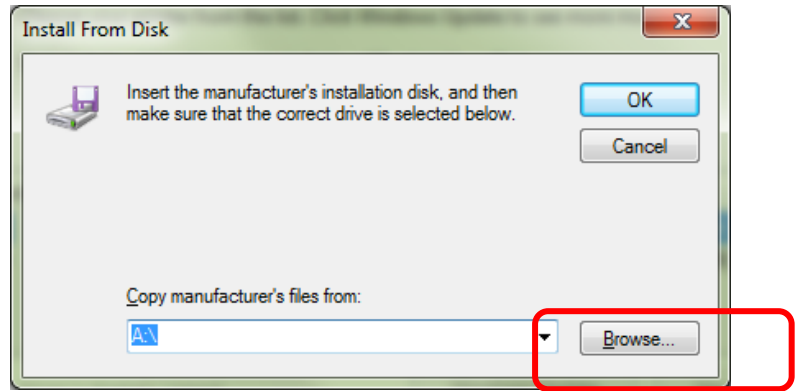 Install From Disk
Insert the manufacturer's installation disk, and then
make sure that the correct drive is selected below.
OK
Cancel
Copy manufacturer's files from:
A:\
Browse...